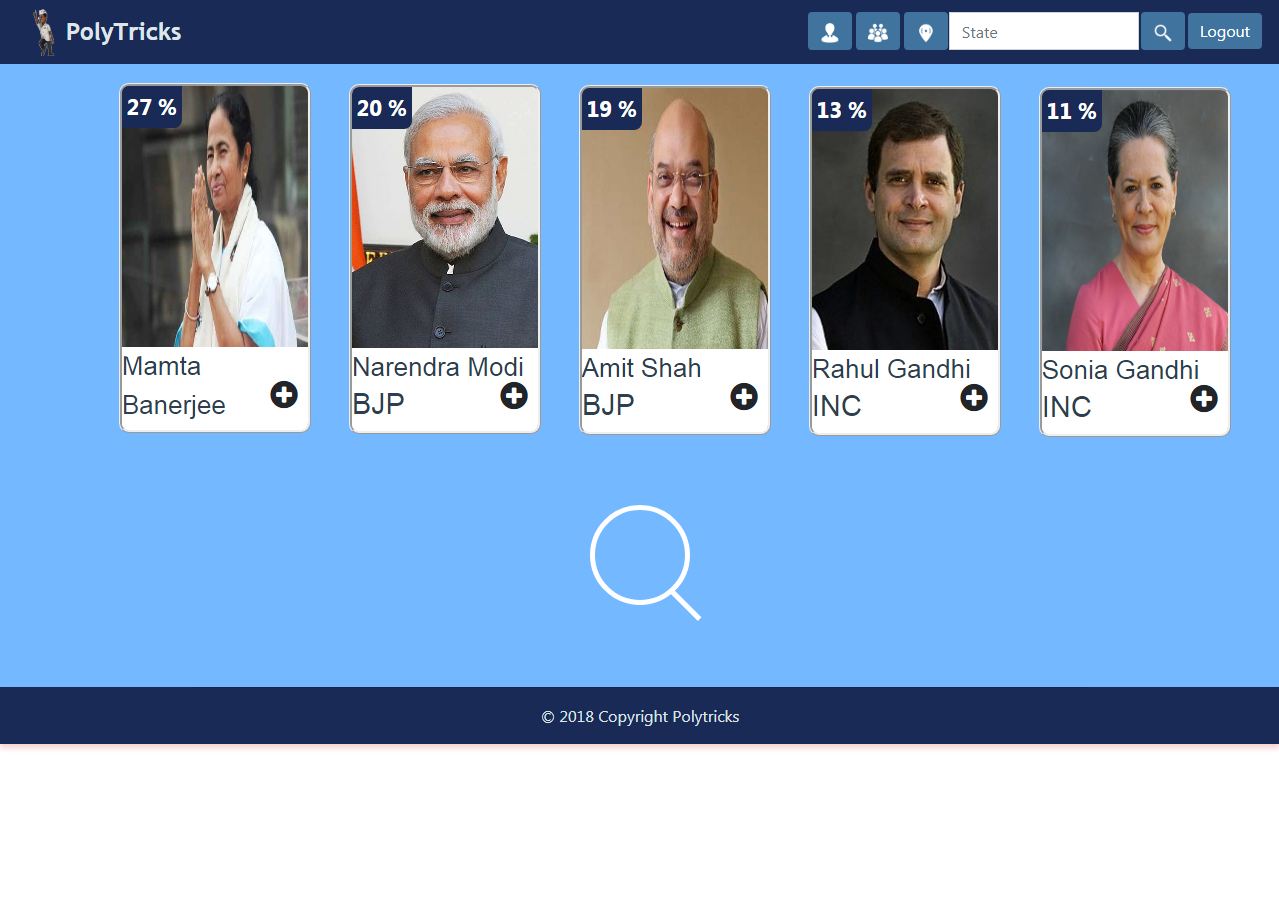 PolyTricks
State
Logout
27 %
20 %
19 %
13 %
11 %
Mamta
Banerjee
Narendra Modi
BJP
Amit Shah
BJP
Rahul Gandhi
INC
Sonia Gandhi
INC
© 2018 Copyright Polytricks